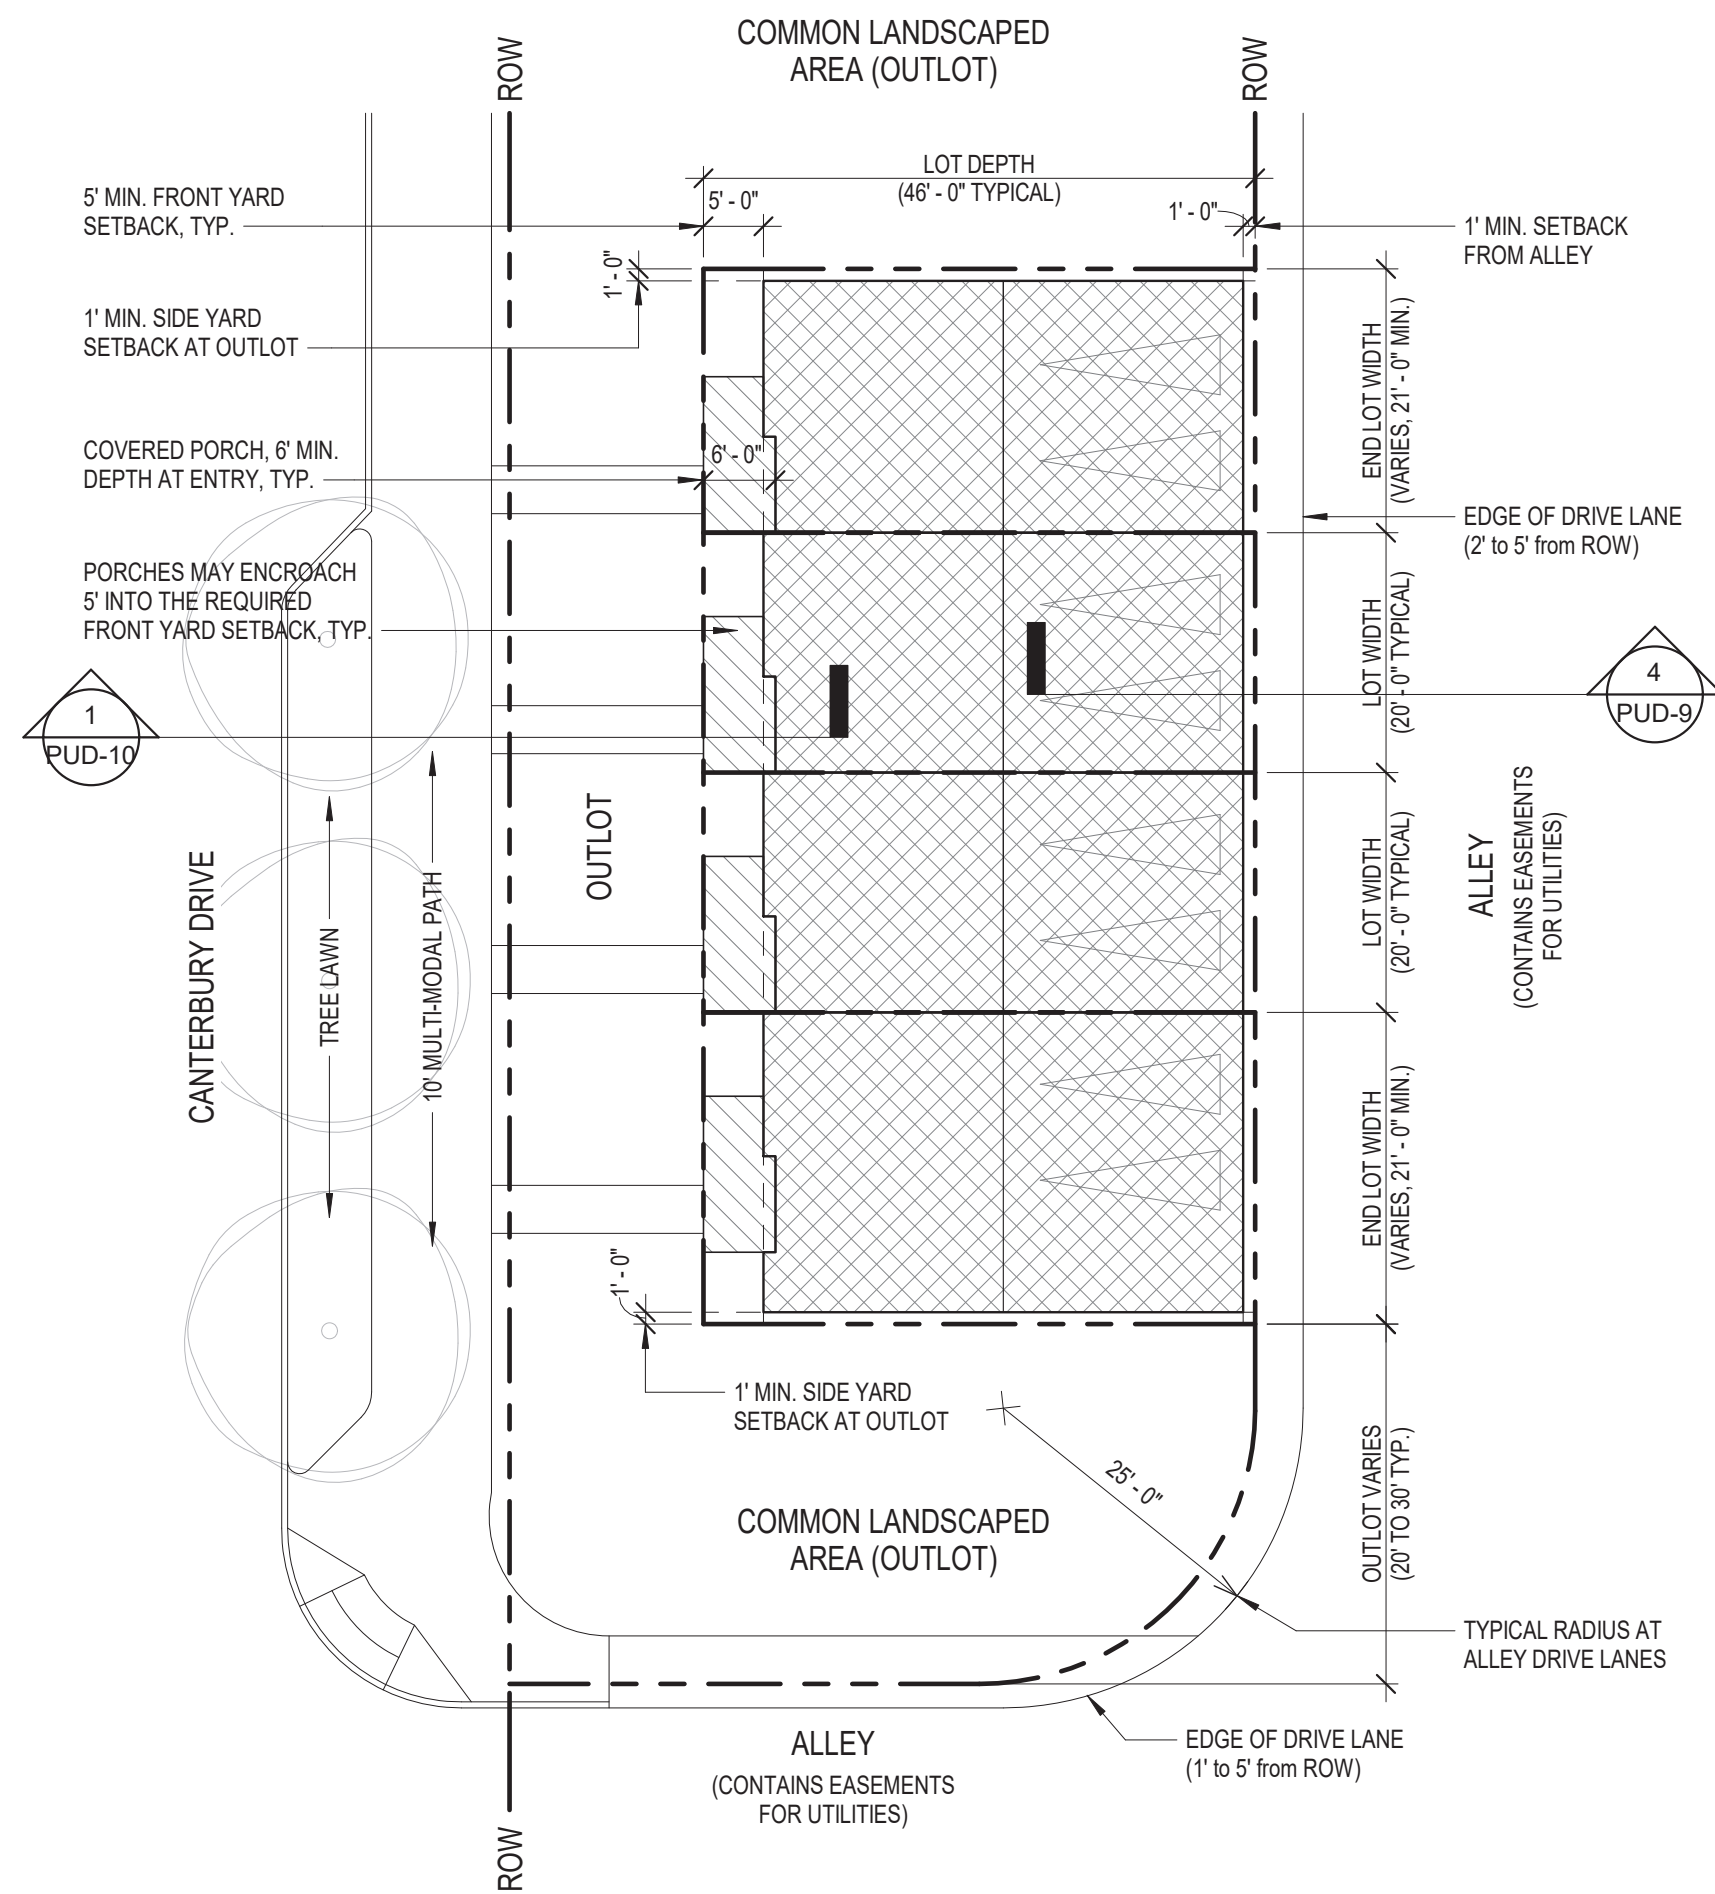 COMMON LANDSCAPED
AREA (OUTLOT)
ROW
ROW
LOT DEPTH
(46' - 0" TYPICAL)
5' - 0"
1' - 0"
5' MIN. FRONT YARD
SETBACK, TYP.
1' MIN. SETBACK
FROM ALLEY
1' - 0"
1' MIN. SIDE YARD
SETBACK AT OUTLOT
END LOT WIDTH
(VARIES, 21' - 0" MIN.)
COVERED PORCH, 6' MIN.
DEPTH AT ENTRY, TYP.
6' - 0"
EDGE OF DRIVE LANE
(2' to 5' from ROW)
PORCHES MAY ENCROACH
5' INTO THE REQUIRED
FRONT YARD SETBACK, TYP.
LOT WIDTH
(20' - 0" TYPICAL)
1
PUD-10
4
PUD-9
CANTERBURY DRIVE
TREE LAWN
10' MULTI-MODAL PATH
OUTLOT
LOT WIDTH
(20' - 0" TYPICAL)
ALLEY
(CONTAINS EASEMENTS
FOR UTILITIES)
END LOT WIDTH
(VARIES, 21' - 0" MIN.)
1' - 0"
1' MIN. SIDE YARD
SETBACK AT OUTLOT
25' - 0"
OUTLOT VARIES
(20' TO 30' TYP.)
COMMON LANDSCAPED
AREA (OUTLOT)
TYPICAL RADIUS AT
ALLEY DRIVE LANES
ALLEY
(CONTAINS EASEMENTS
FOR UTILITIES)
EDGE OF DRIVE LANE
(1' to 5' from ROW)
ROW